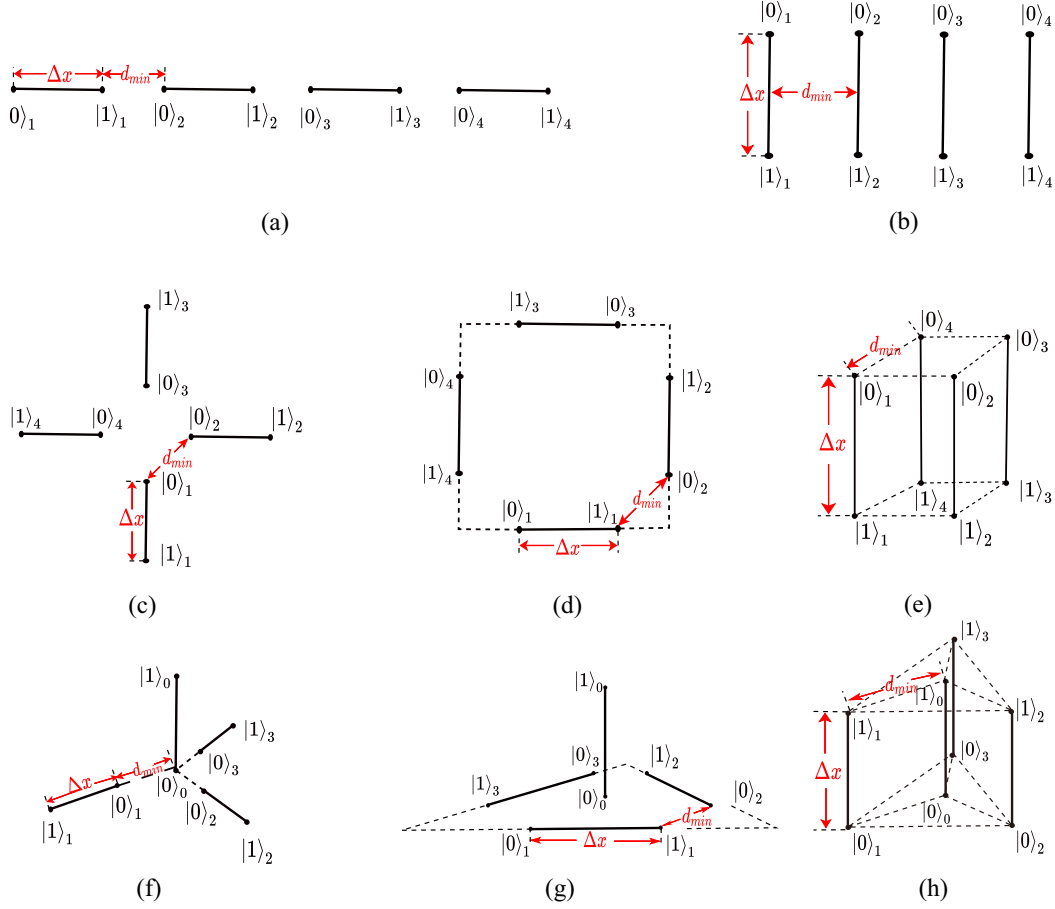 Δx d_min
0⟩₁ |1⟩₁ |0⟩₂ |1⟩₂ |0⟩₃ |1⟩₃ |0⟩₄ |1⟩₄
(a)
|0⟩₁ |0⟩₂ |0⟩₃ |0⟩₄
Δx d_min
|1⟩₁ |1⟩₂ |1⟩₃ |1⟩₄
(b)
|1⟩₃
|0⟩₃
|1⟩₄ |0⟩₄ |0⟩₂ |1⟩₂
d_min
|0⟩₁
Δx
|1⟩₁
(c)
|1⟩₃ |0⟩₃
|0⟩₄ |1⟩₂
|1⟩₄ |0⟩₂
d_min
|0⟩₁ |1⟩₁
Δx
(d)
|0⟩₄ |0⟩₃
d_min
|0⟩₁ |0⟩₂
Δx
|1⟩₄ |1⟩₃
|1⟩₁ |1⟩₂
(e)
|1⟩₀
|1⟩₃
Δx d_min |0⟩₃
|0⟩₁ |0⟩₀
|0⟩₂
|1⟩₁ |1⟩₂
(f)
|1⟩₀
|0⟩₃ |1⟩₂
|1⟩₃ |0⟩₀ |0⟩₂
d_min
|0⟩₁ Δx |1⟩₁
(g)
|1⟩₃
d_min
|1⟩₀
|1⟩₁ |1⟩₂
Δx
|0⟩₃
|0⟩₀
|0⟩₁ |0⟩₂
(h)